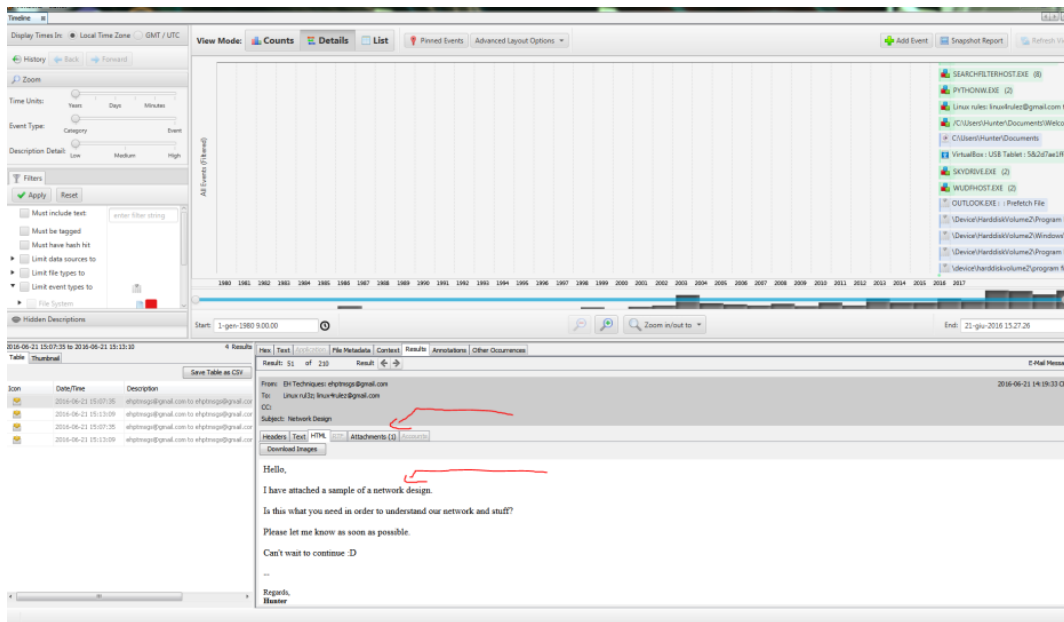 Timeline
Display Times In: Local Time Zone GMT / UTC
History Back Forward
Zoom
Time Units: Years Days Minutes
Event Type: Category Event
Description Detail: Low Medium High
Filters
Apply Reset
Must include text: enter filter string
Must be tagged
Must have hash hit
Limit data sources to
Limit file types to
Limit event types to
File System
Hidden Descriptions
View Mode: Counts Details List Pinned Events Advanced Layout Options Add Event Snapshot Report Refresh
All Events (Filtered)
SEARCHFILTERHOST.EXE (8)
PYTHONW.EXE (2)
Linux rules: linux4rulez@gmail.com
/C:\Users\Hunter\Documents\Welco
C:\Users\Hunter\Documents
VirtualBox : USB Tablet : 5&2d7ae1ff
SKYDRIVE.EXE (2)
WUDFHOST.EXE (2)
OUTLOOK.EXE : : Prefetch File
\Device\HarddiskVolume2\Program
\Device\HarddiskVolume2\Windows
\Device\HarddiskVolume2\Program
\device\harddiskvolume2\program f
1980 1981 1982 1983 1984 1985 1986 1987 1988 1989 1990 1991 1992 1993 1994 1995 1996 1997 1998 1999 2000 2001 2002 2003 2004 2005 2006 2007 2008 2009 2010 2011 2012 2013 2014 2015 2016 2017
Start: 1-gen-1980 9.00.00 Zoom in/out to End: 21-giu-2016 15.27.26
2016-06-21 15:07:35 to 2016-06-21 15:13:10 4 Results
Table Thumbnail
Save Table as CSV
Icon Date/Time Description
2016-06-21 15:07:35 ehptmsgs@gmail.com to ehptmsgs@gmail.cor
2016-06-21 15:13:09 ehptmsgs@gmail.com to ehptmsgs@gmail.cor
2016-06-21 15:07:35 ehptmsgs@gmail.com to ehptmsgs@gmail.cor
2016-06-21 15:13:09 ehptmsgs@gmail.com to ehptmsgs@gmail.cor
Hex Text Application File Metadata Context Results Annotations Other Occurrences
Result: 51 of 210 Result E-Mail Messa
From: EH Techniques: ehptmsgs@gmail.com 2016-06-21 14:19:33 CE
To: Linux rul3z; linux4rulez@gmail.com
CC:
Subject: Network Design
Headers Text HTML RTF Attachments (1) Accounts
Download Images
Hello,
I have attached a sample of a network design.
Is this what you need in order to understand our network and stuff?
Please let me know as soon as possible.
Can't wait to continue :D
--
Regards,
Hunter